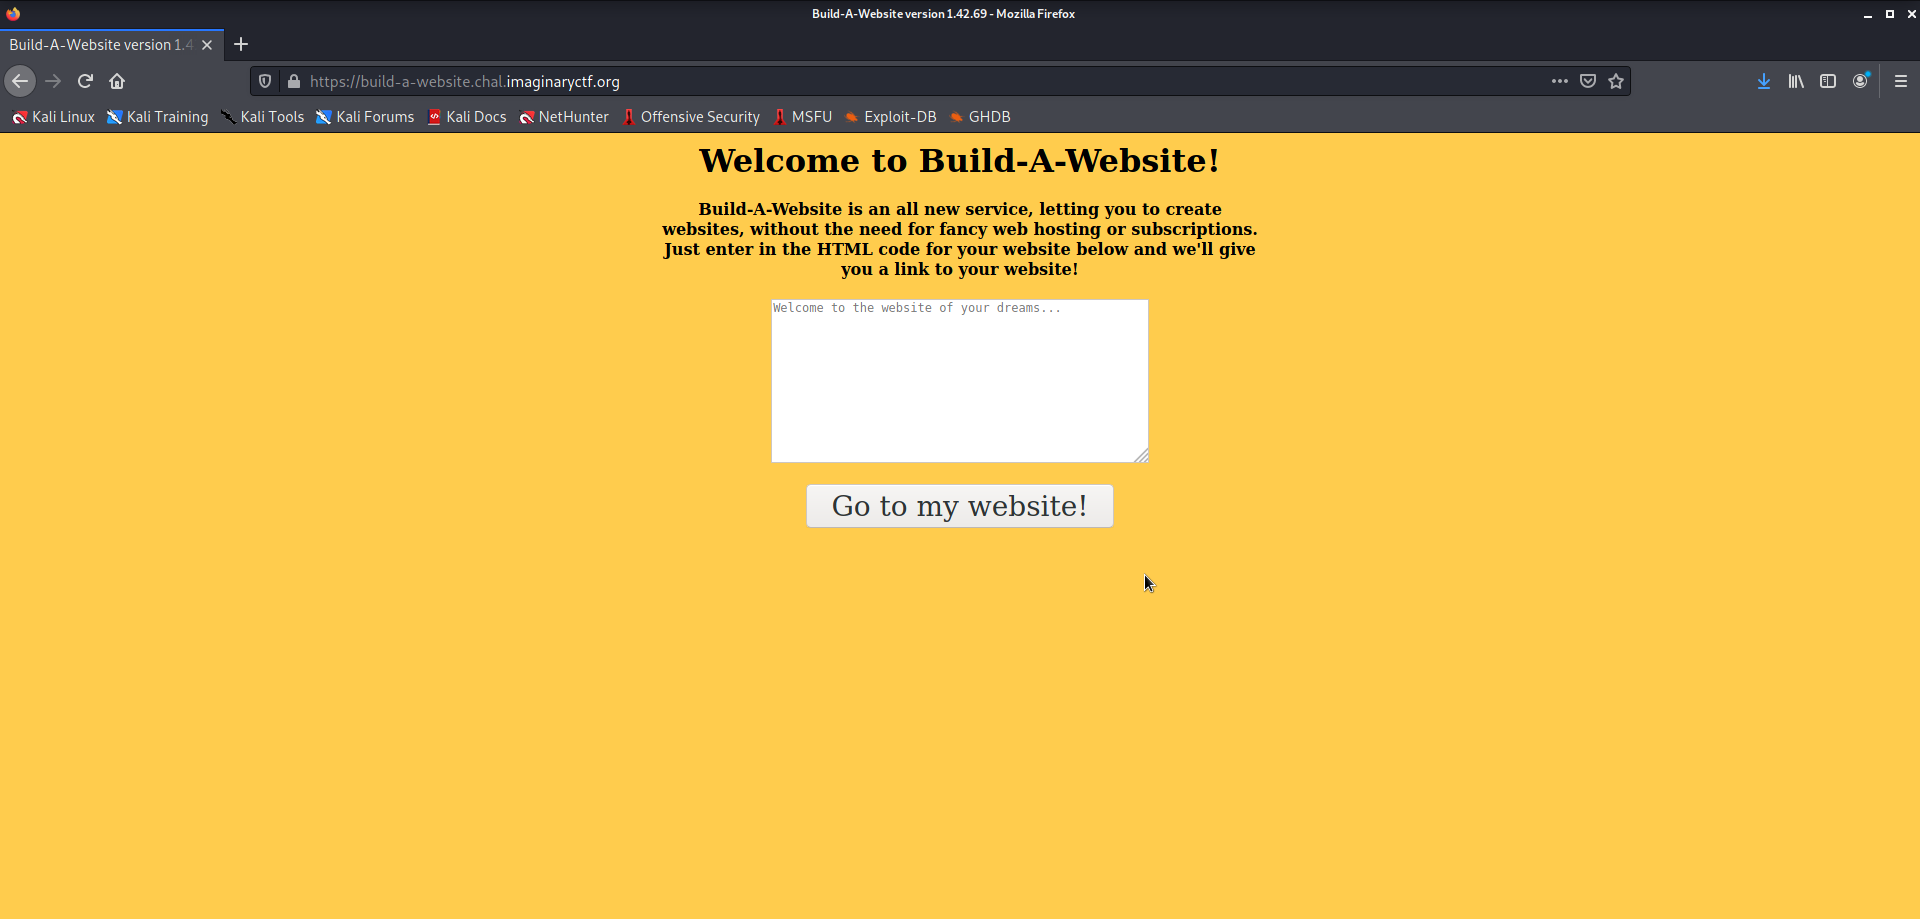 Build-A-Website version 1.42.69 - Mozilla Firefox
Build-A-Website version 1.4
https://build-a-website.chal.imaginaryctf.org
Kali Linux Kali Training Kali Tools Kali Forums Kali Docs NetHunter Offensive Security MSFU Exploit-DB GHDB
Welcome to Build-A-Website!
Build-A-Website is an all new service, letting you to create
websites, without the need for fancy web hosting or subscriptions.
Just enter in the HTML code for your website below and we'll give
you a link to your website!
Welcome to the website of your dreams...
Go to my website!